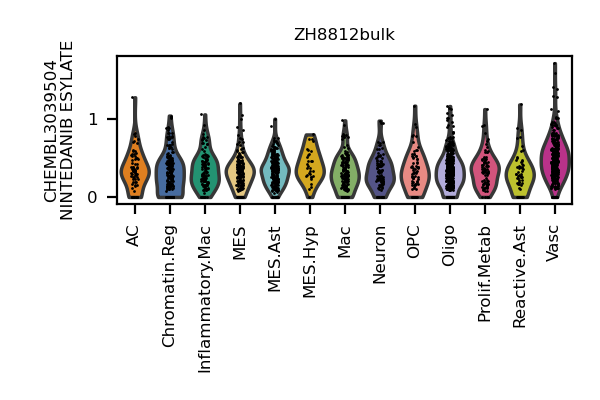 ZH8812bulk
CHEMBL3039504
NINTEDANIB ESYLATE
1
0
AC
Chromatin.Reg
Inflammatory.Mac
MES
MES.Ast
MES.Hyp
Mac
Neuron
OPC
Oligo
Prolif.Metab
Reactive.Ast
Vasc